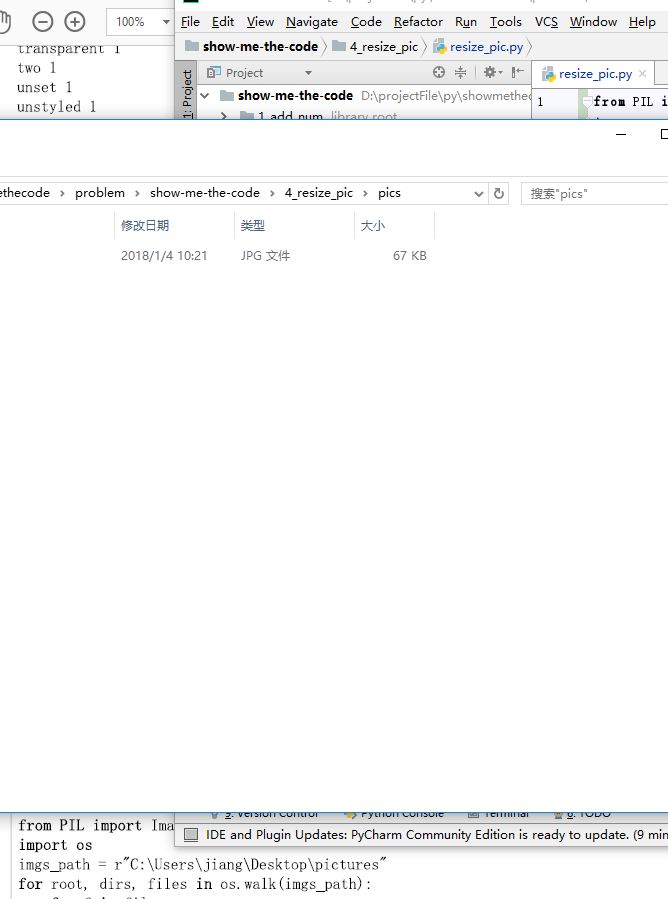 transparent 1
two 1
unset 1
unstyled 1
100%
File Edit View Navigate Code Refactor Run Tools VCS Window Help
show-me-the-code 4_resize_pic resize_pic.py
1: Project
Project
resize_pic.py
show-me-the-code D:\projectFile\py\showmethec
1 from PIL i
1_add_num library root
ethecode > problem > show-me-the-code > 4_resize_pic > pics
搜索"pics"
修改日期 类型 大小
2018/1/4 10:21 JPG 文件 67 KB
9: Version Control Python Console Terminal 6: TODO
IDE and Plugin Updates: PyCharm Community Edition is ready to update. (9 min
from PIL import Ima
import os
imgs_path = r"C:\Users\jiang\Desktop\pictures"
for root, dirs, files in os.walk(imgs_path):